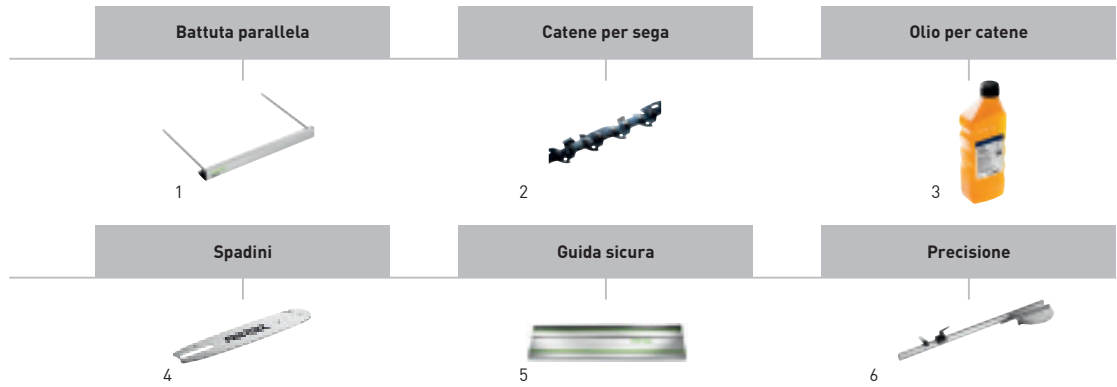 Battuta parallela
Catene per sega
Olio per catene
1
2
3
Spadini
Guida sicura
Precisione
4
5
6